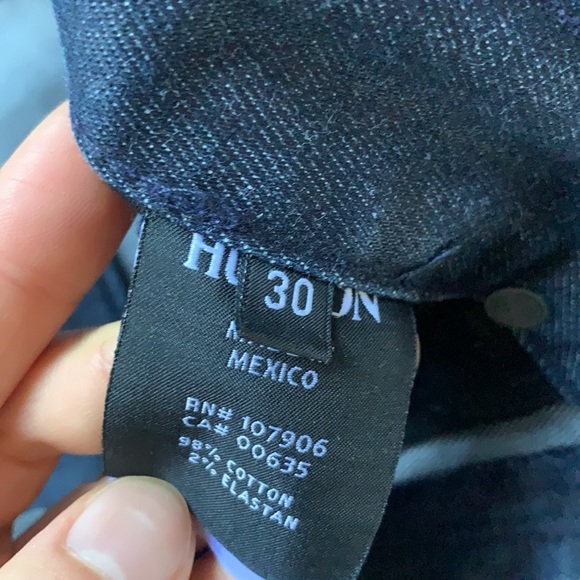 30
MEXICO
RN# 107906
CA# 00635
98% COTTON
2% ELASTAN